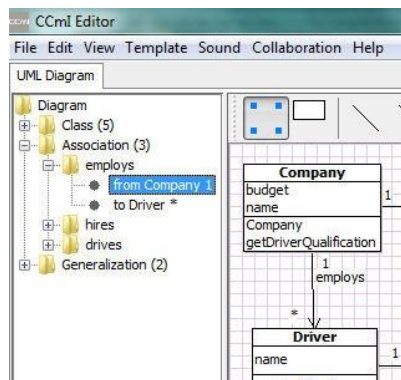 CCmI Editor
File Edit View Template Sound Collaboration Help
UML Diagram
Diagram
Class (5)
Association (3)
employs
from Company 1
to Driver *
hires
drives
Generalization (2)
Company
budget
name
Company
getDriverQualification
1
1
employs
*
Driver
name
1